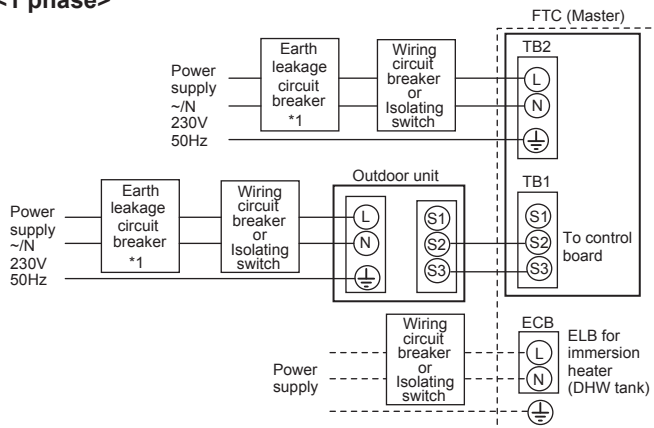 <1 phase>
FTC (Master)
TB2
Power
supply
~/N
230V
50Hz
Earth
leakage
circuit
breaker
*1
Wiring
circuit
breaker
or
Isolating
switch
L
N
Outdoor unit
TB1
Power
supply
~/N
230V
50Hz
Earth
leakage
circuit
breaker
*1
Wiring
circuit
breaker
or
Isolating
switch
L
N
S1
S2
S3
S1
S2
S3
To control
board
Power
supply
Wiring
circuit
breaker
or
Isolating
switch
ECB
L
N
ELB for
immersion
heater
(DHW tank)